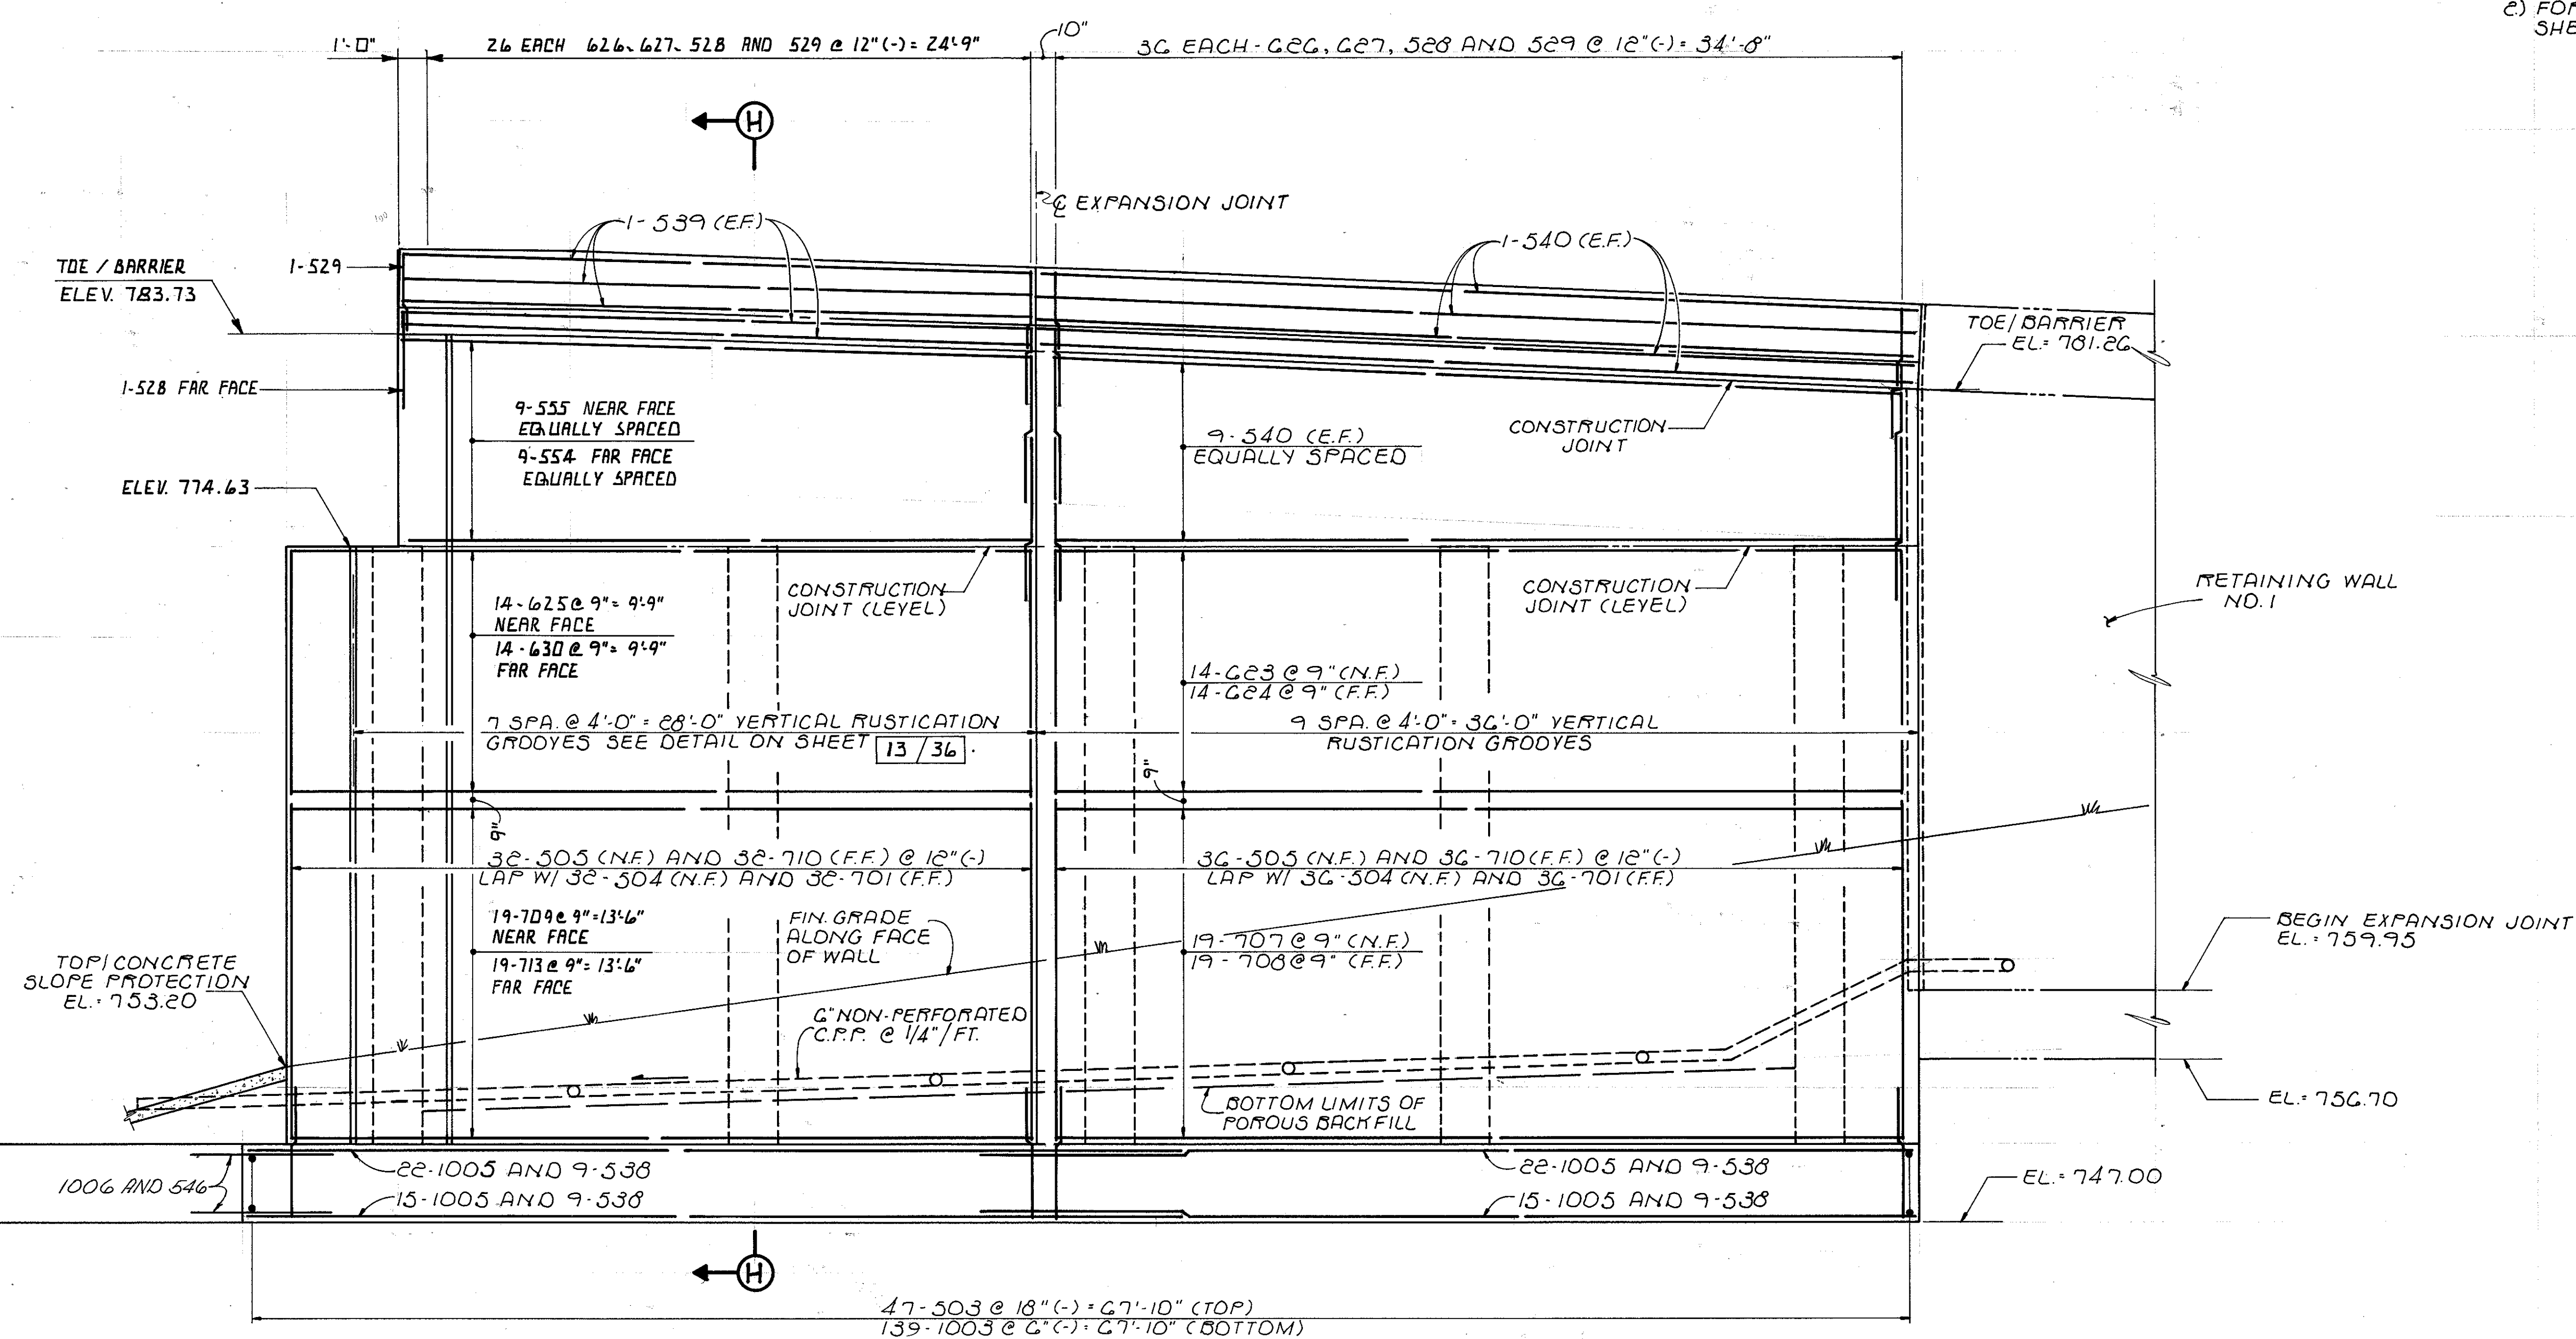 2) FOR
SHE
1'-0"
26 EACH 626, 627, 528 AND 529 @ 12"(-) = 24'-9"
10"
36 EACH - 626, 627, 528 AND 529 @ 12"(-) = 34'-8"
H
℄ EXPANSION JOINT
1-539 (E.F.)
1-540 (E.F.)
TOE / BARRIER
ELEV. 783.73
1-529
TOE/BARRIER
EL.= 781.26
1-528 FAR FACE
9-555 NEAR FACE
EQUALLY SPACED
9-554 FAR FACE
EQUALLY SPACED
9-540 (E.F.)
EQUALLY SPACED
CONSTRUCTION
JOINT
ELEV. 774.63
CONSTRUCTION
JOINT (LEVEL)
CONSTRUCTION
JOINT (LEVEL)
RETAINING WALL
NO. 1
14-625 @ 9" = 9'-9"
NEAR FACE
14-630 @ 9" = 9'-9"
FAR FACE
14-623 @ 9" (N.F.)
14-624 @ 9" (F.F.)
7 SPA. @ 4'-0" = 28'-0" VERTICAL RUSTICATION
GROOVES SEE DETAIL ON SHEET 13 / 36.
9 SPA. @ 4'-0" = 36'-0" VERTICAL
RUSTICATION GROOVES
9"
9"
32-505 (N.F.) AND 32-710 (F.F.) @ 12"(-)
LAP W/ 32-504 (N.F.) AND 32-701 (F.F.)
36-505 (N.F.) AND 36-710 (F.F.) @ 12"(-)
LAP W/ 36-504 (N.F.) AND 36-701 (F.F.)
19-709 @ 9" = 13'-6"
NEAR FACE
19-713 @ 9" = 13'-6"
FAR FACE
FIN. GRADE
ALONG FACE
OF WALL
19-707 @ 9" (N.F.)
19-708 @ 9" (F.F.)
BEGIN EXPANSION JOINT
EL.= 759.95
TOP/CONCRETE
SLOPE PROTECTION
EL.= 753.20
6" NON-PERFORATED
C.P.P. @ 1/4"/FT.
BOTTOM LIMITS OF
POROUS BACKFILL
EL.= 756.70
1006 AND 546
22-1005 AND 9-538
15-1005 AND 9-538
22-1005 AND 9-538
15-1005 AND 9-538
EL.= 747.00
H
47-503 @ 18"(-) = 67'-10" (TOP)
139-1003 @ 6"(-) = 67'-10" (BOTTOM)